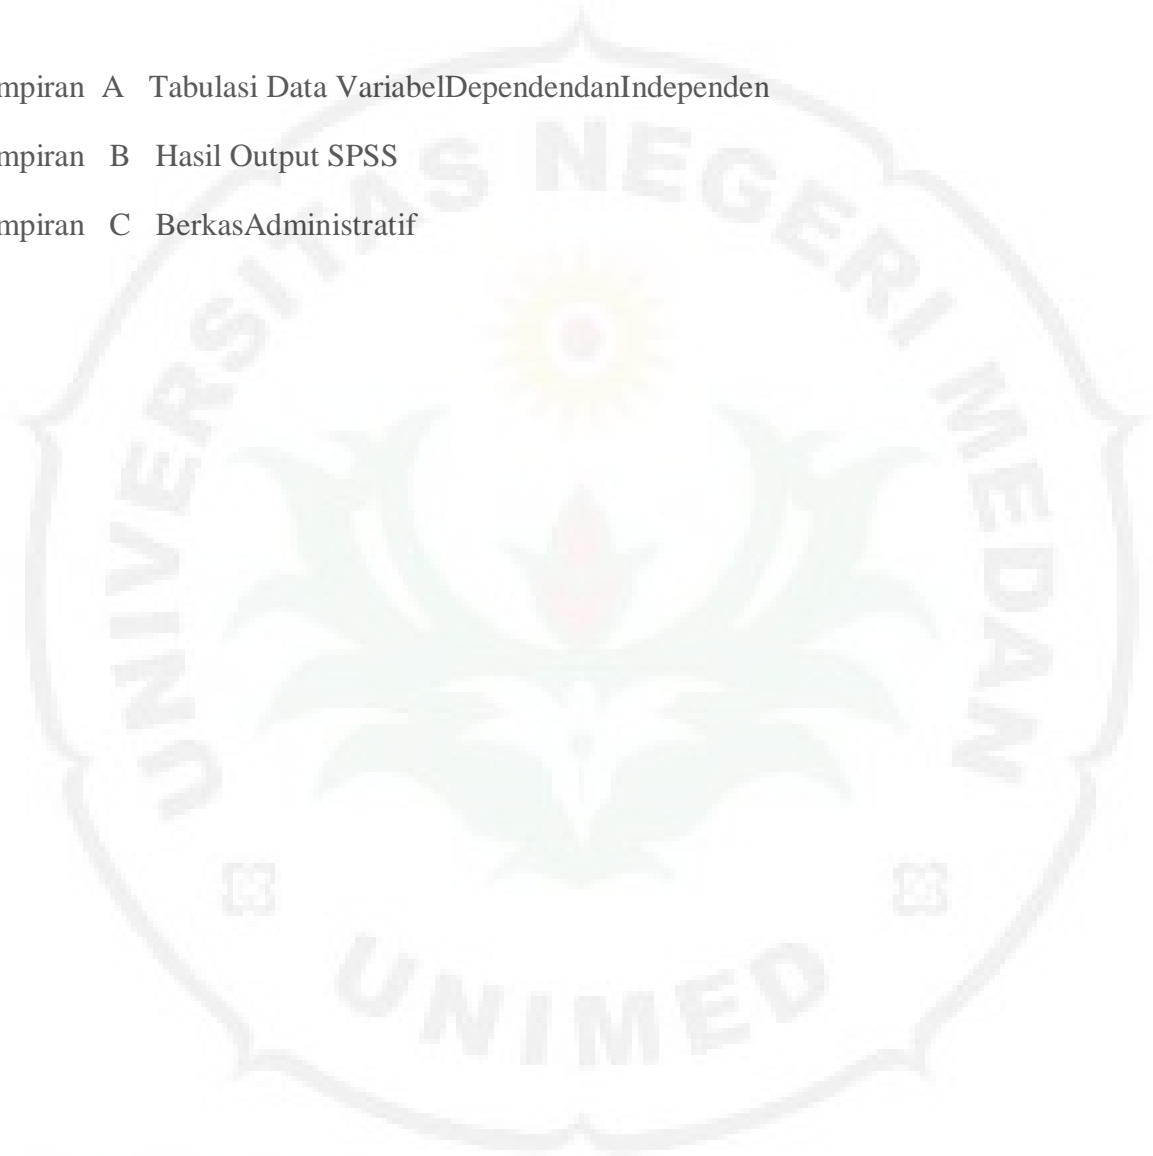 mpiran A Tabulasi Data VariabelDependendanIndependen
mpiran B Hasil Output SPSS
mpiran C BerkasAdministratif
UNIVERSITAS NEGERI MEDAN
UNIMED